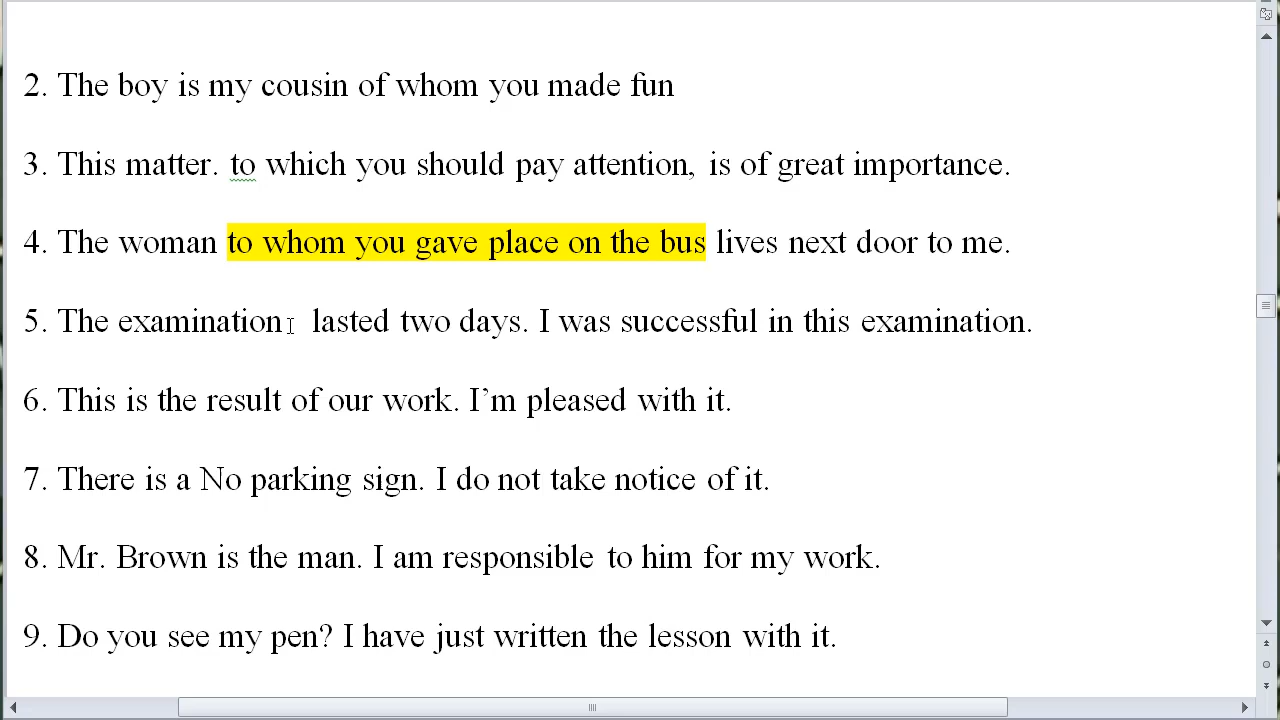 2. The boy is my cousin of whom you made fun
3. This matter. to which you should pay attention, is of great importance.
4. The woman to whom you gave place on the bus lives next door to me.
5. The examination lasted two days. I was successful in this examination.
6. This is the result of our work. I’m pleased with it.
7. There is a No parking sign. I do not take notice of it.
8. Mr. Brown is the man. I am responsible to him for my work.
9. Do you see my pen? I have just written the lesson with it.